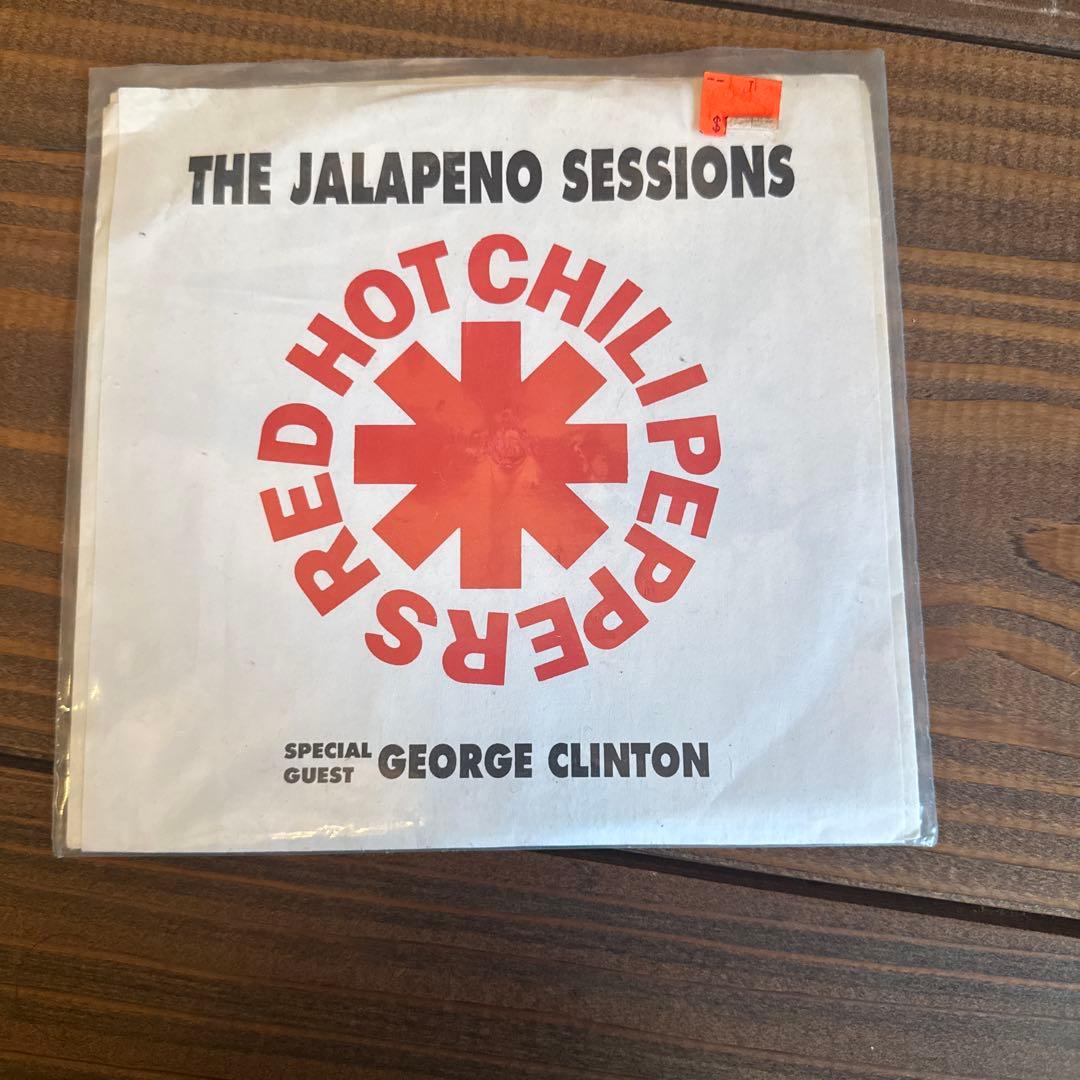 THE JALAPENO SESSIONS
RED HOT CHILI PEPPERS
SPECIAL GUEST GEORGE CLINTON
$